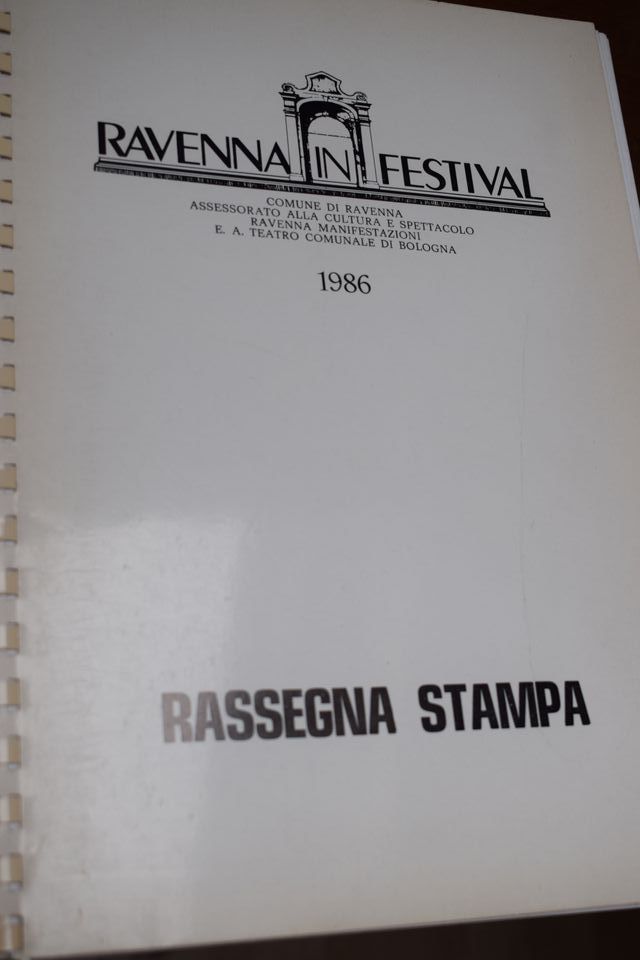 RAVENNA IN FESTIVAL
COMUNE DI RAVENNA
ASSESSORATO ALLA CULTURA E SPETTACOLO
RAVENNA MANIFESTAZIONI
E. A. TEATRO COMUNALE DI BOLOGNA
1986
RASSEGNA STAMPA